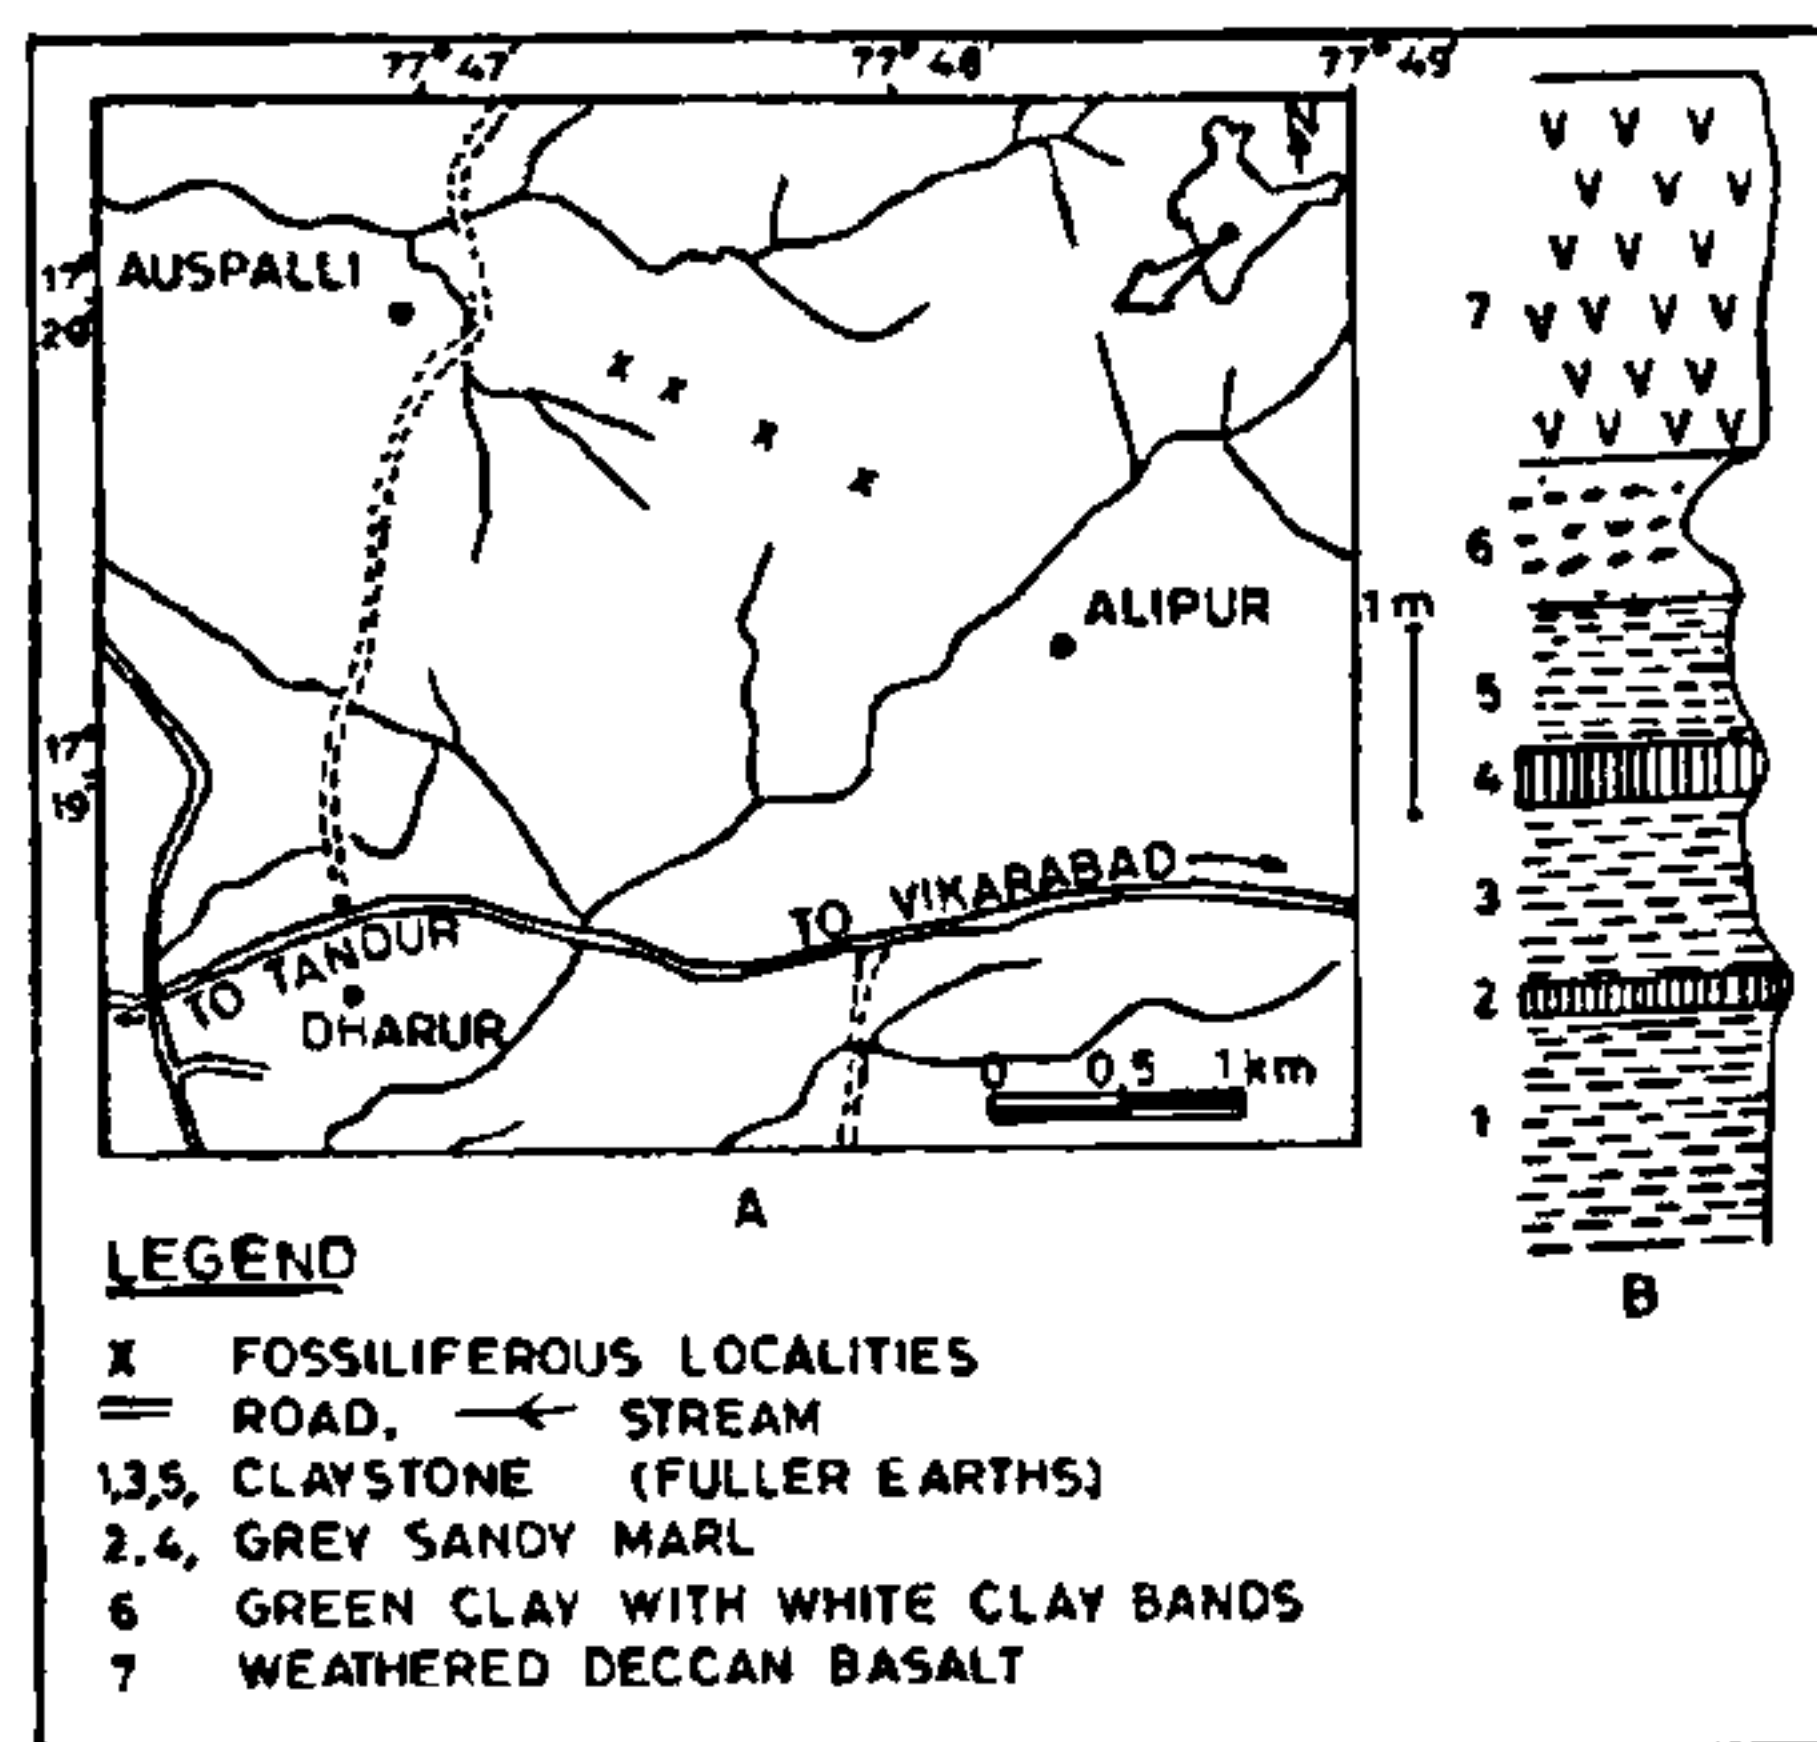 77°47' 77°48' 77°49'
N
AUSPALLI
17°
20'
ALIPUR
17°
19'
TO VIKARABAD
TO TANDUR
DHARUR
0 0.5 1km
A
7
6
1m
5
4
3
2
1
B
LEGEND
X FOSSILIFEROUS LOCALITIES
ROAD, STREAM
1,3,5, CLAYSTONE (FULLER EARTHS)
2.4, GREY SANDY MARL
6 GREEN CLAY WITH WHITE CLAY BANDS
7 WEATHERED DECCAN BASALT